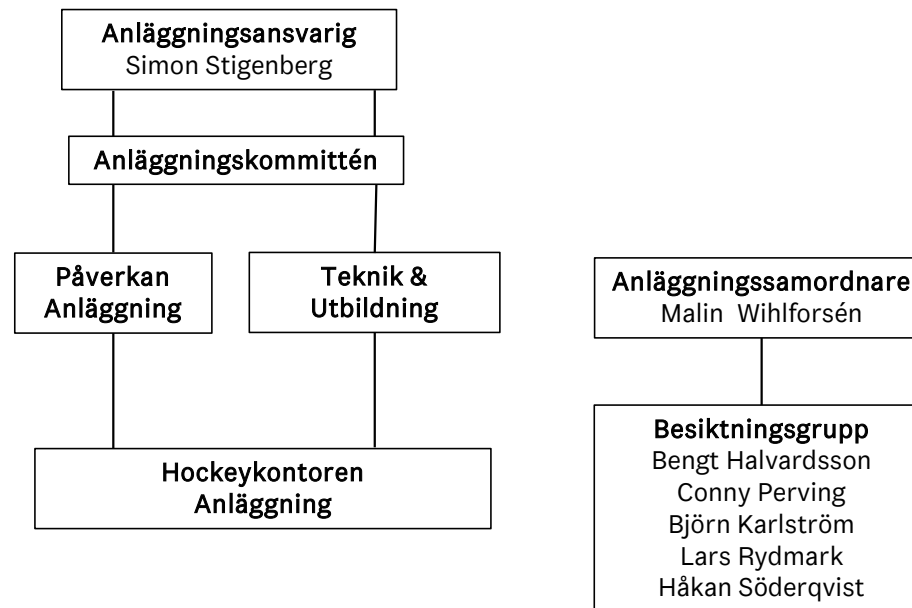 Anläggningsansvarig
Simon Stigenberg
Anläggningskommittén
Påverkan
Anläggning
Teknik &
Utbildning
Hockeykontoren
Anläggning
Anläggningssamordnare
Malin Wihlforsén
Besiktningsgrupp
Bengt Halvardsson
Conny Perving
Björn Karlström
Lars Rydmark
Håkan Söderqvist